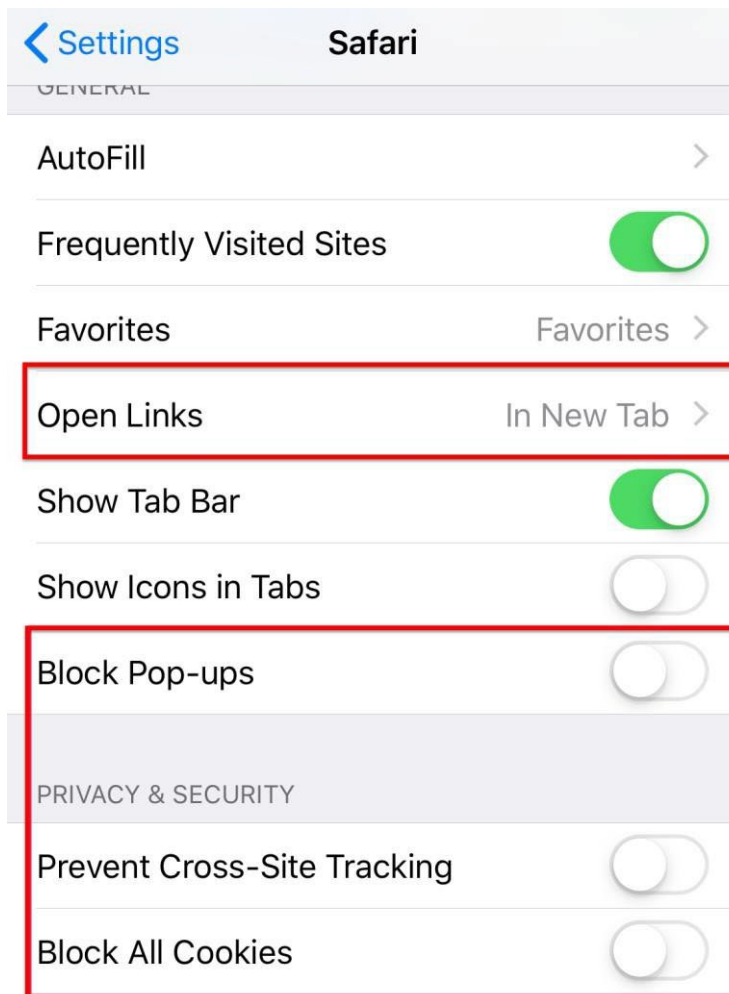 Settings Safari
GENERAL
AutoFill
Frequently Visited Sites
Favorites Favorites
Open Links In New Tab
Show Tab Bar
Show Icons in Tabs
Block Pop-ups
PRIVACY & SECURITY
Prevent Cross-Site Tracking
Block All Cookies